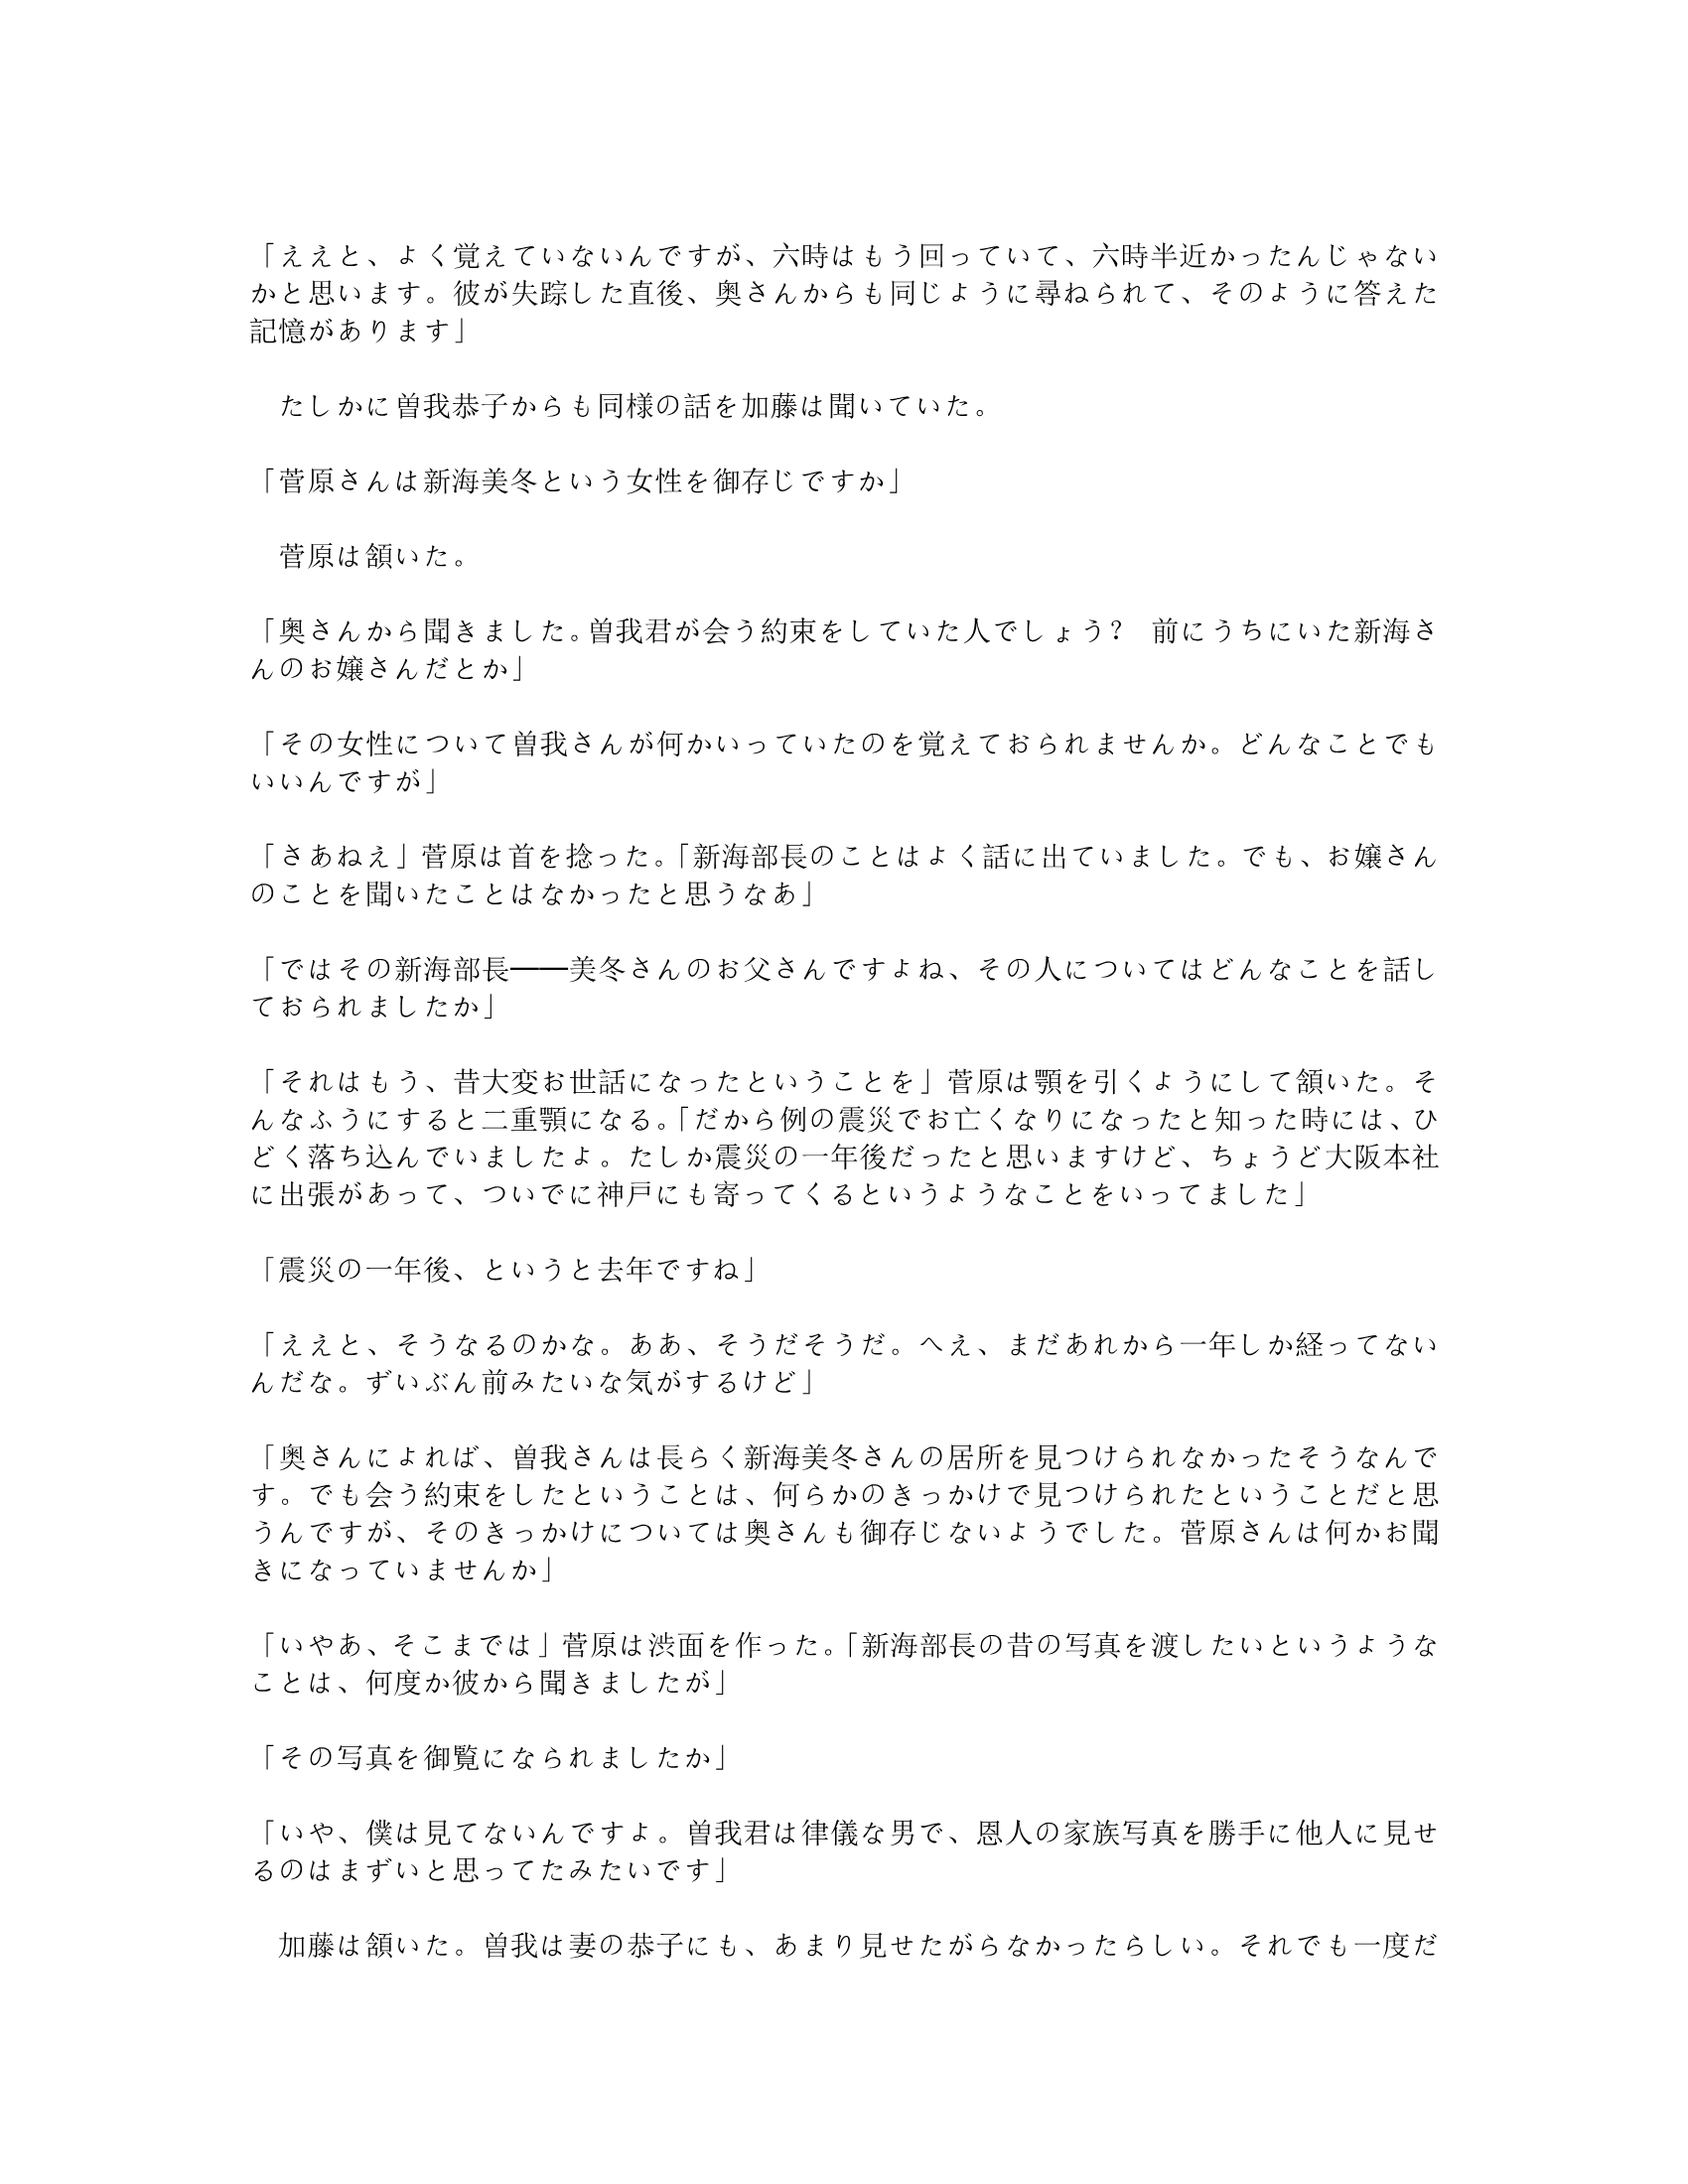 「ええと、よく覚えていないんですが、六時はもう回っていて、六時半近かったんじゃない
かと思います。彼が失踪した直後、奥さんからも同じように尋ねられて、そのように答えた
記憶があります」
　たしかに曽我恭子からも同様の話を加藤は聞いていた。
「菅原さんは新海美冬という女性を御存じですか」
　菅原は頷いた。
「奥さんから聞きました。曽我君が会う約束をしていた人でしょう？　前にうちにいた新海さ
んのお嬢さんだとか」
「その女性について曽我さんが何かいっていたのを覚えておられませんか。どんなことでも
いいんですが」
「さあねえ」菅原は首を捻った。「新海部長のことはよく話に出ていました。でも、お嬢さん
のことを聞いたことはなかったと思うなあ」
「ではその新海部長――美冬さんのお父さんですよね、その人についてはどんなことを話し
ておられましたか」
「それはもう、昔大変お世話になったということを」菅原は顎を引くようにして頷いた。そ
んなふうにすると二重顎になる。「だから例の震災でお亡くなりになったと知った時には、ひ
どく落ち込んでいましたよ。たしか震災の一年後だったと思いますけど、ちょうど大阪本社
に出張があって、ついでに神戸にも寄ってくるというようなことをいってました」
「震災の一年後、というと去年ですね」
「ええと、そうなるのかな。ああ、そうだそうだ。へえ、まだあれから一年しか経ってない
んだな。ずいぶん前みたいな気がするけど」
「奥さんによれば、曽我さんは長らく新海美冬さんの居所を見つけられなかったそうなんで
す。でも会う約束をしたということは、何らかのきっかけで見つけられたということだと思
うんですが、そのきっかけについては奥さんも御存じないようでした。菅原さんは何かお聞
きになっていませんか」
「いやあ、そこまでは」菅原は渋面を作った。「新海部長の昔の写真を渡したいというような
ことは、何度か彼から聞きましたが」
「その写真を御覧になられましたか」
「いや、僕は見てないんですよ。曽我君は律儀な男で、恩人の家族写真を勝手に他人に見せ
るのはまずいと思ってたみたいです」
　加藤は頷いた。曽我は妻の恭子にも、あまり見せたがらなかったらしい。それでも一度だ